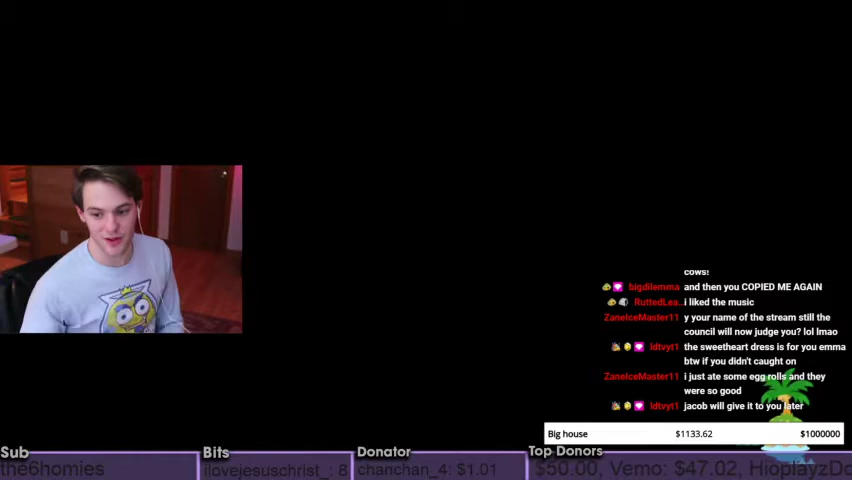 cows!
bigdilemma and then you COPIED ME AGAIN
RuttedLea.. i liked the music
ZaneIceMaster11 y your name of the stream still the
council will now judge you? lol lmao
ldtvyt1 the sweetheart dress is for you emma
btw if you didn't caught on
ZaneIceMaster11 i just ate some egg rolls and they
were so good
ldtvyt1 jacob will give it to you later
Big house $1133.62 $1000000
Sub Bits Donator Top Donors
the6homies ilovejesuschrist_: 8 chanchan_4: $1.01 $50.00, Vemo: $47.02, HioplayzDo